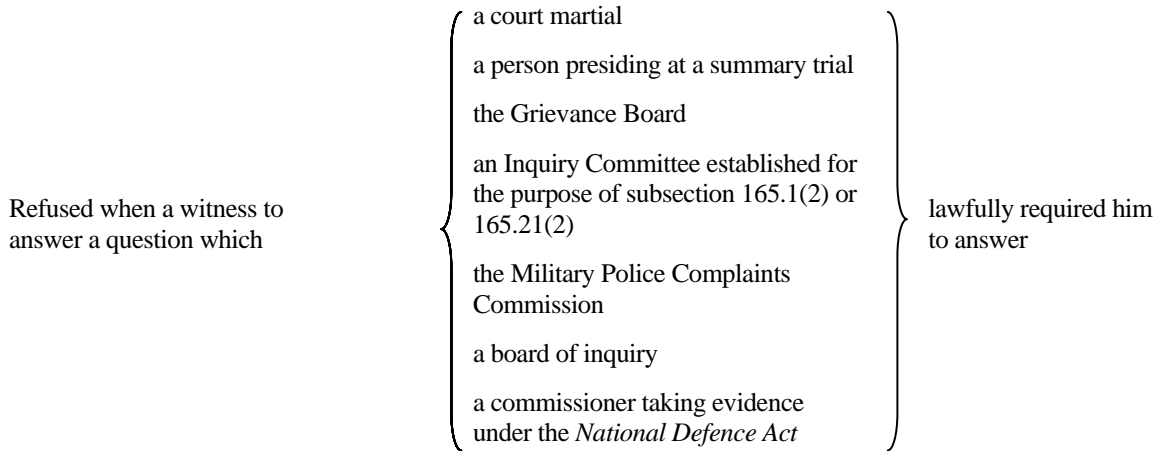 Refused when a witness to
answer a question which
a court martial
a person presiding at a summary trial
the Grievance Board
an Inquiry Committee established for
the purpose of subsection 165.1(2) or
165.21(2)
the Military Police Complaints
Commission
a board of inquiry
a commissioner taking evidence
under the National Defence Act
lawfully required him
to answer